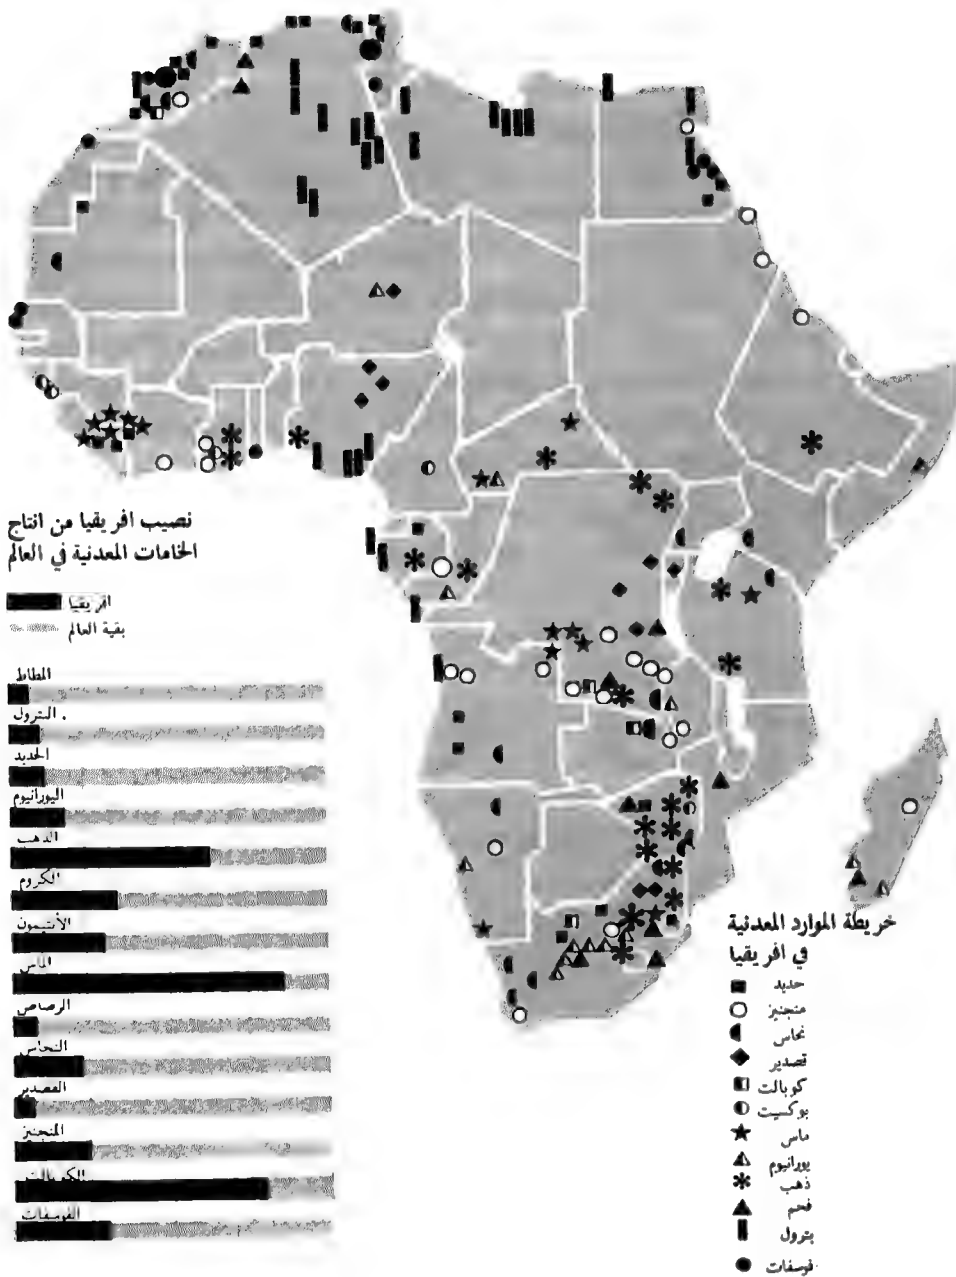 نصيب افريقيا من انتاج
الخامات المعدنية في العالم
افريقيا
بقية العالم
المطاط
البترول
الحديد
اليورانيوم
الذهب
الكروم
الأنتيمون
الماس
الرصاص
النحاس
القصدير
المنجنيز
الكوبالت
الفوسفات
خريطة الموارد المعدنية
في افريقيا
حديد
منجنيز
نحاس
قصدير
كوبالت
بوكسيت
ماس
يورانيوم
ذهب
فحم
بترول
فوسفات